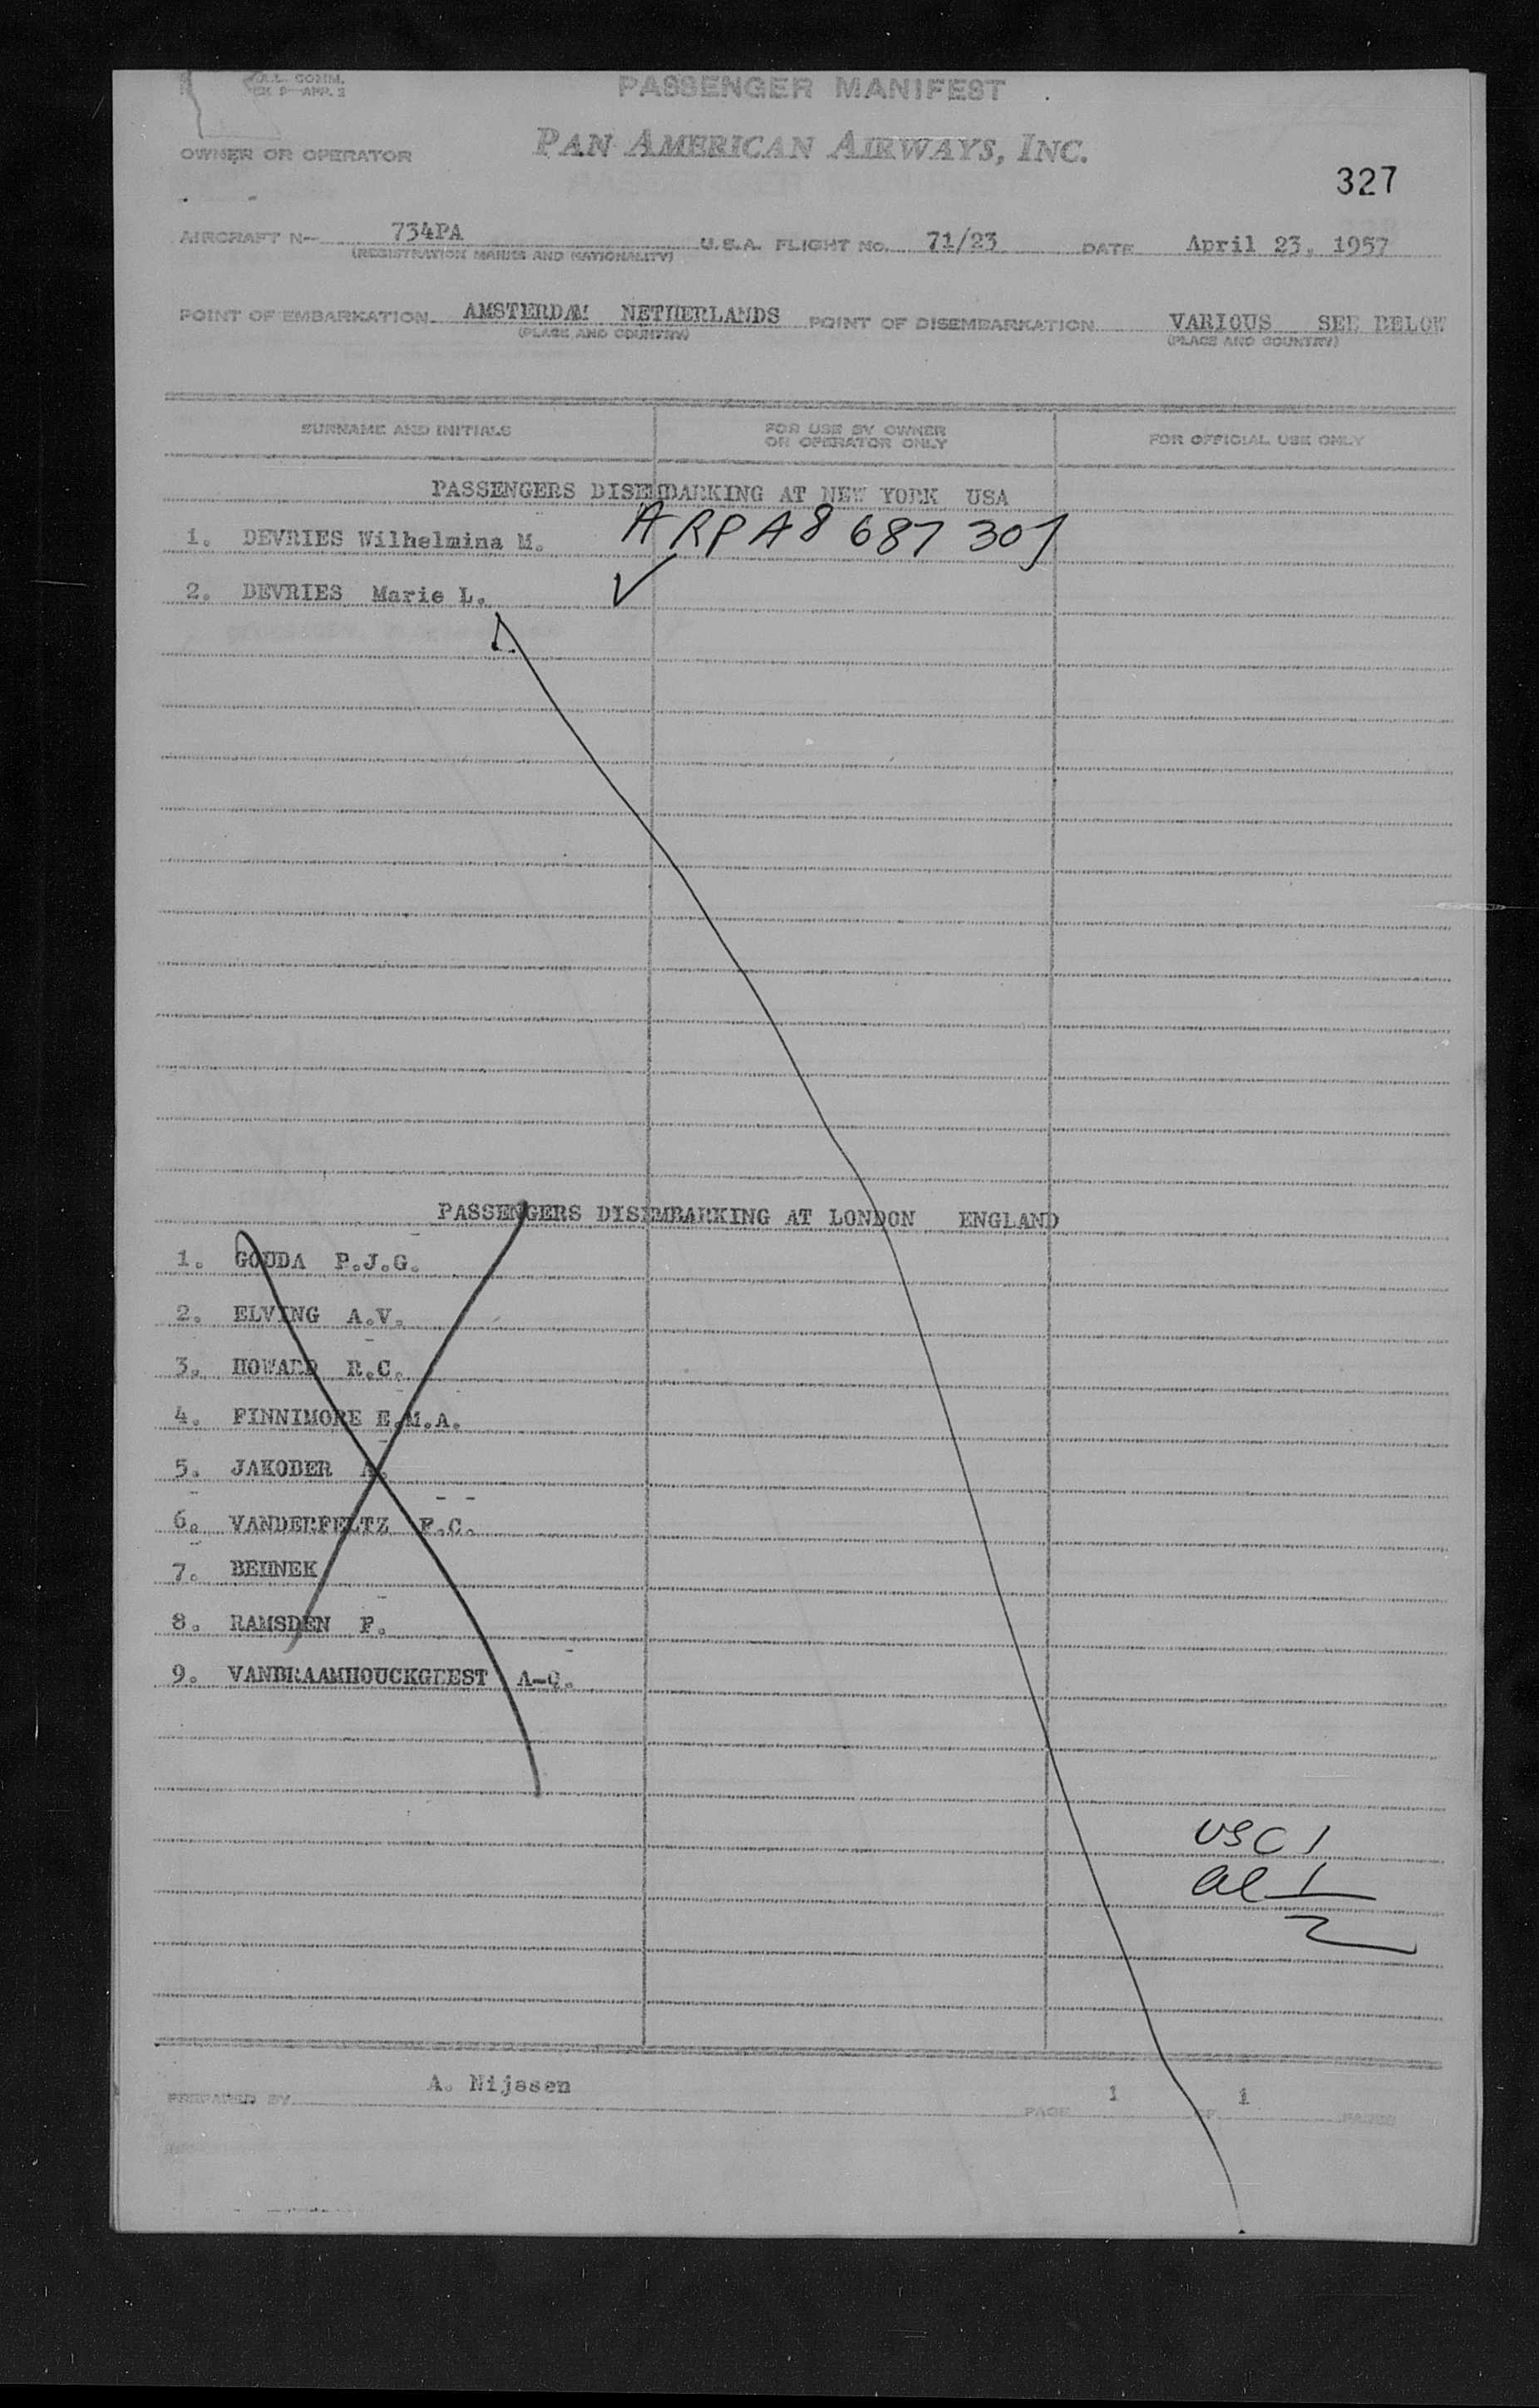 PASSENGER MANIFEST
OWNER OR OPERATOR
PAN AMERICAN AIRWAYS, INC.
327
AIRCRAFT N— 734PA U.S.A. FLIGHT NO. 71/23 DATE April 23, 1957
(REGISTRATION MARKS AND NATIONALITY)
POINT OF EMBARKATION AMSTERDAM NETHERLANDS POINT OF DISEMBARKATION VARIOUS SEE BELOW
(PLACE AND COUNTRY) (PLACE AND COUNTRY)
SURNAME AND INITIALS FOR USE BY OWNER OR OPERATOR ONLY FOR OFFICIAL USE ONLY
PASSENGERS DISEMBARKING AT NEW YORK USA
1. DEVRIES Wilhelmina M. ARP A8 687 307
2. DEVRIES Marie L. ✓
PASSENGERS DISEMBARKING AT LONDON ENGLAND
1. GOUDA P.J.G.
2. ELVING A.V.
3. HOWARD R.C.
4. FINNIMORE E.M.A.
5. JAKOBER A.
6. VANDERFELTZ F.C.
7. BEHNEK
8. RAMSDEN F.
9. VANBRAAMHOUCKGEEST A-C.
USC 1
al 1
2
PREPARED BY A. Nijssen PAGE 1 OF 1 PAGES